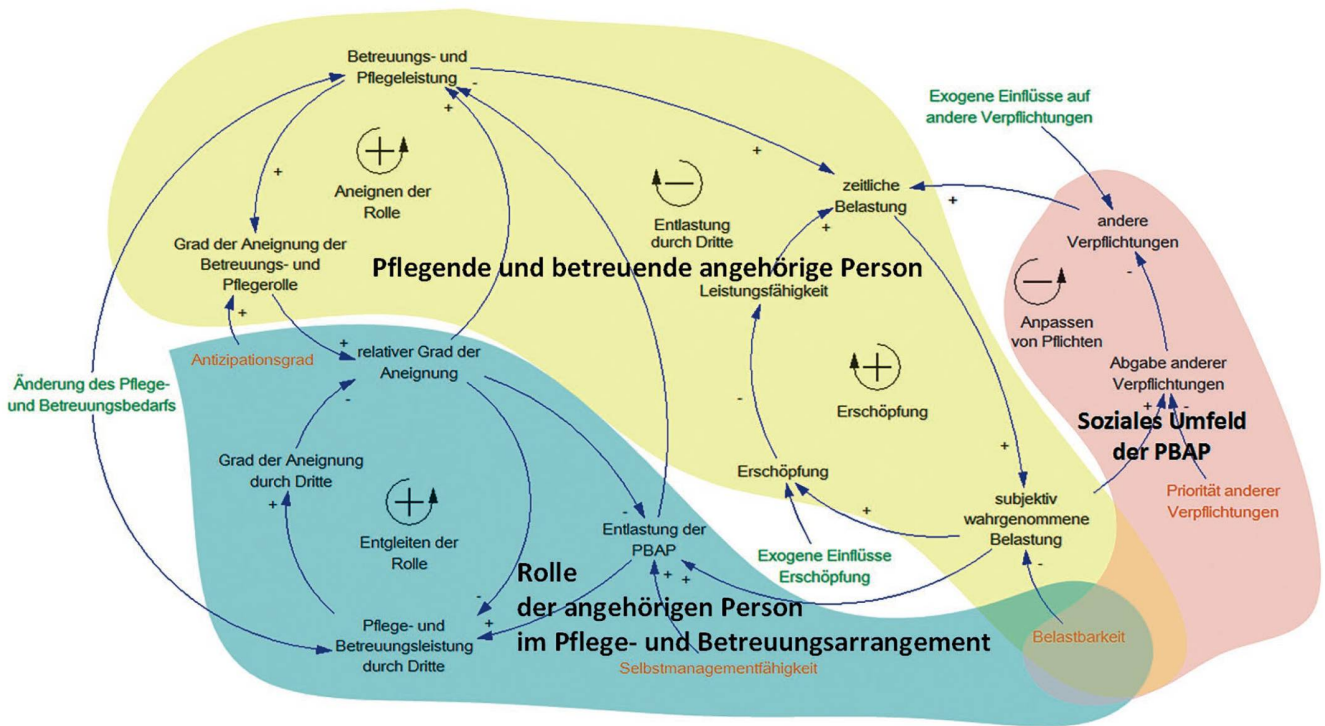 Betreuungs- und
Pflegeleistung
-
+
Exogene Einflüsse auf
andere Verpflichtungen
+
+
Aneignen der
Rolle
+
-
Entlastung
durch Dritte
zeitliche
Belastung
+
+
andere
Verpflichtungen
-
Grad der Aneignung der
Betreuungs- und
Pflegerolle
+
Pflegende und betreuende angehörige Person
Leistungsfähigkeit
-
Anpassen
von Pflichten
Antizipationsgrad
+
relativer Grad der
Aneignung
-
Abgabe anderer
Verpflichtungen
+
-
Änderung des Pflege-
und Betreuungsbedarfs
-
+
Erschöpfung
Soziales Umfeld
der PBAP
Grad der Aneignung
durch Dritte
+
Erschöpfung
+
+
subjektiv
wahrgenommene
Belastung
-
Priorität anderer
Verpflichtungen
+
Entgleiten der
Rolle
-
Entlastung der
PBAP
+
+
Exogene Einflüsse
Erschöpfung
Rolle
der angehörigen Person
im Pflege- und Betreuungsarrangement
-
+
Pflege- und
Betreuungsleistung
durch Dritte
Selbstmanagementfähigkeit
Belastbarkeit